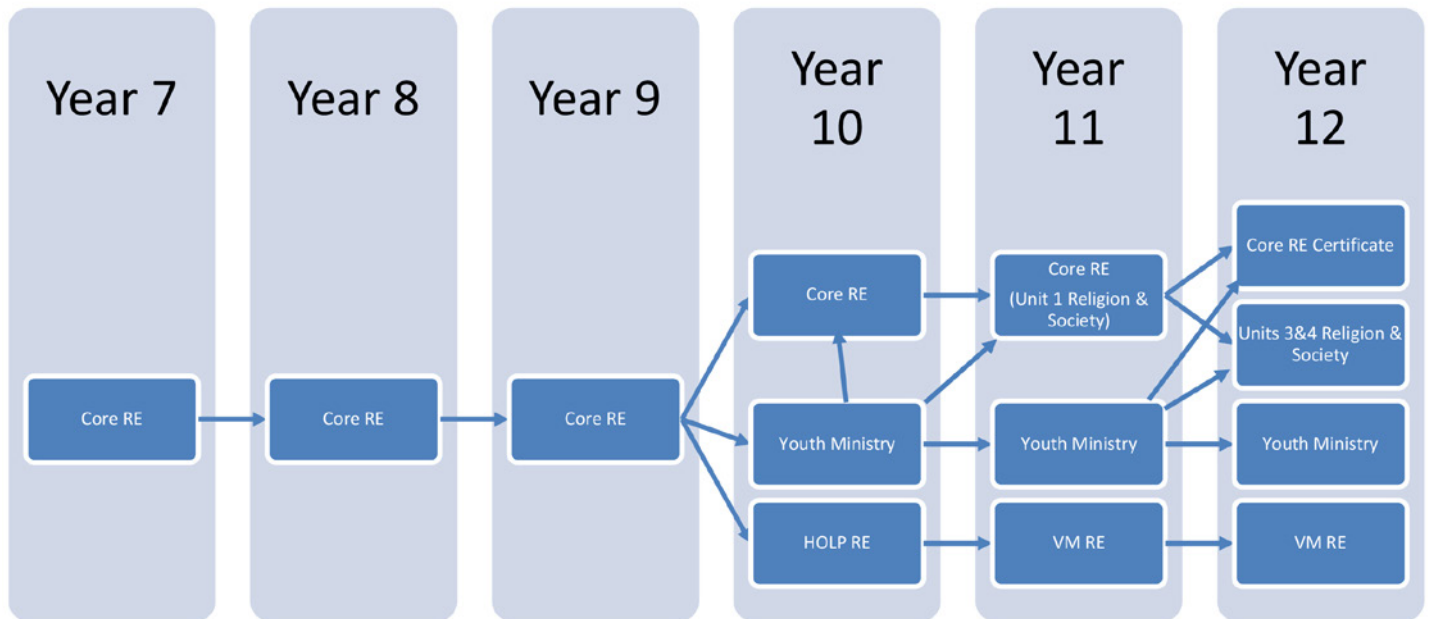 Year 7
Core RE
Year 8
Core RE
Year 9
Core RE
Year
10
Core RE
Youth Ministry
HOLP RE
Year
11
Core RE
(Unit 1 Religion &
Society)
Youth Ministry
VM RE
Year
12
Core RE Certificate
Units 3&4 Religion &
Society
Youth Ministry
VM RE